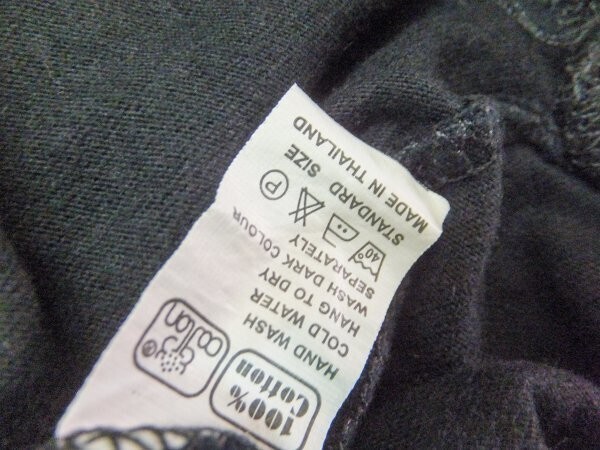 100%
Cotton
cotton
®
HAND WASH
COLD WATER
HANG TO DRY
WASH DARK COLOUR
SEPARATELY
40°
P
STANDARD SIZE
MADE IN THAILAND